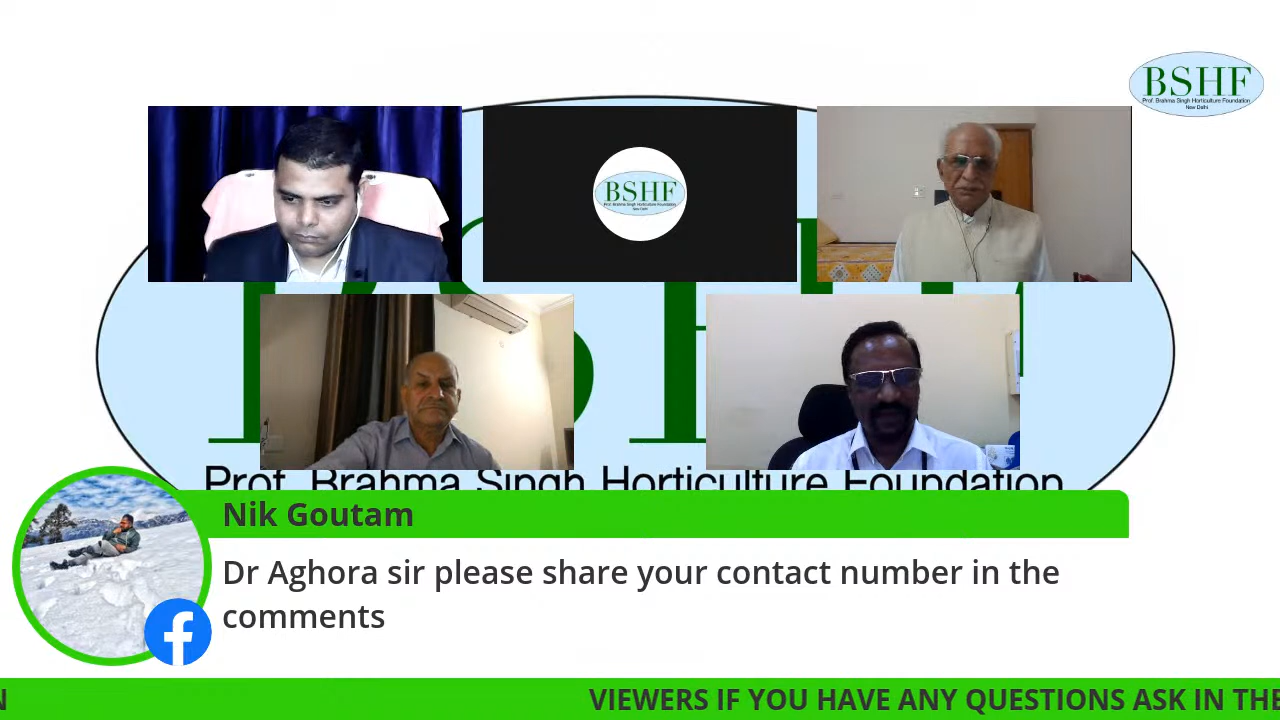 BSHF
Prof. Brahma Singh Horticulture Foundation
New Delhi
BSHF
Prof. Brahma Singh Horticulture Foundation
New Delhi
Prof. Brahma Singh Horticulture Foundation
Nik Goutam
Dr Aghora sir please share your contact number in the
comments
N
VIEWERS IF YOU HAVE ANY QUESTIONS ASK IN THE